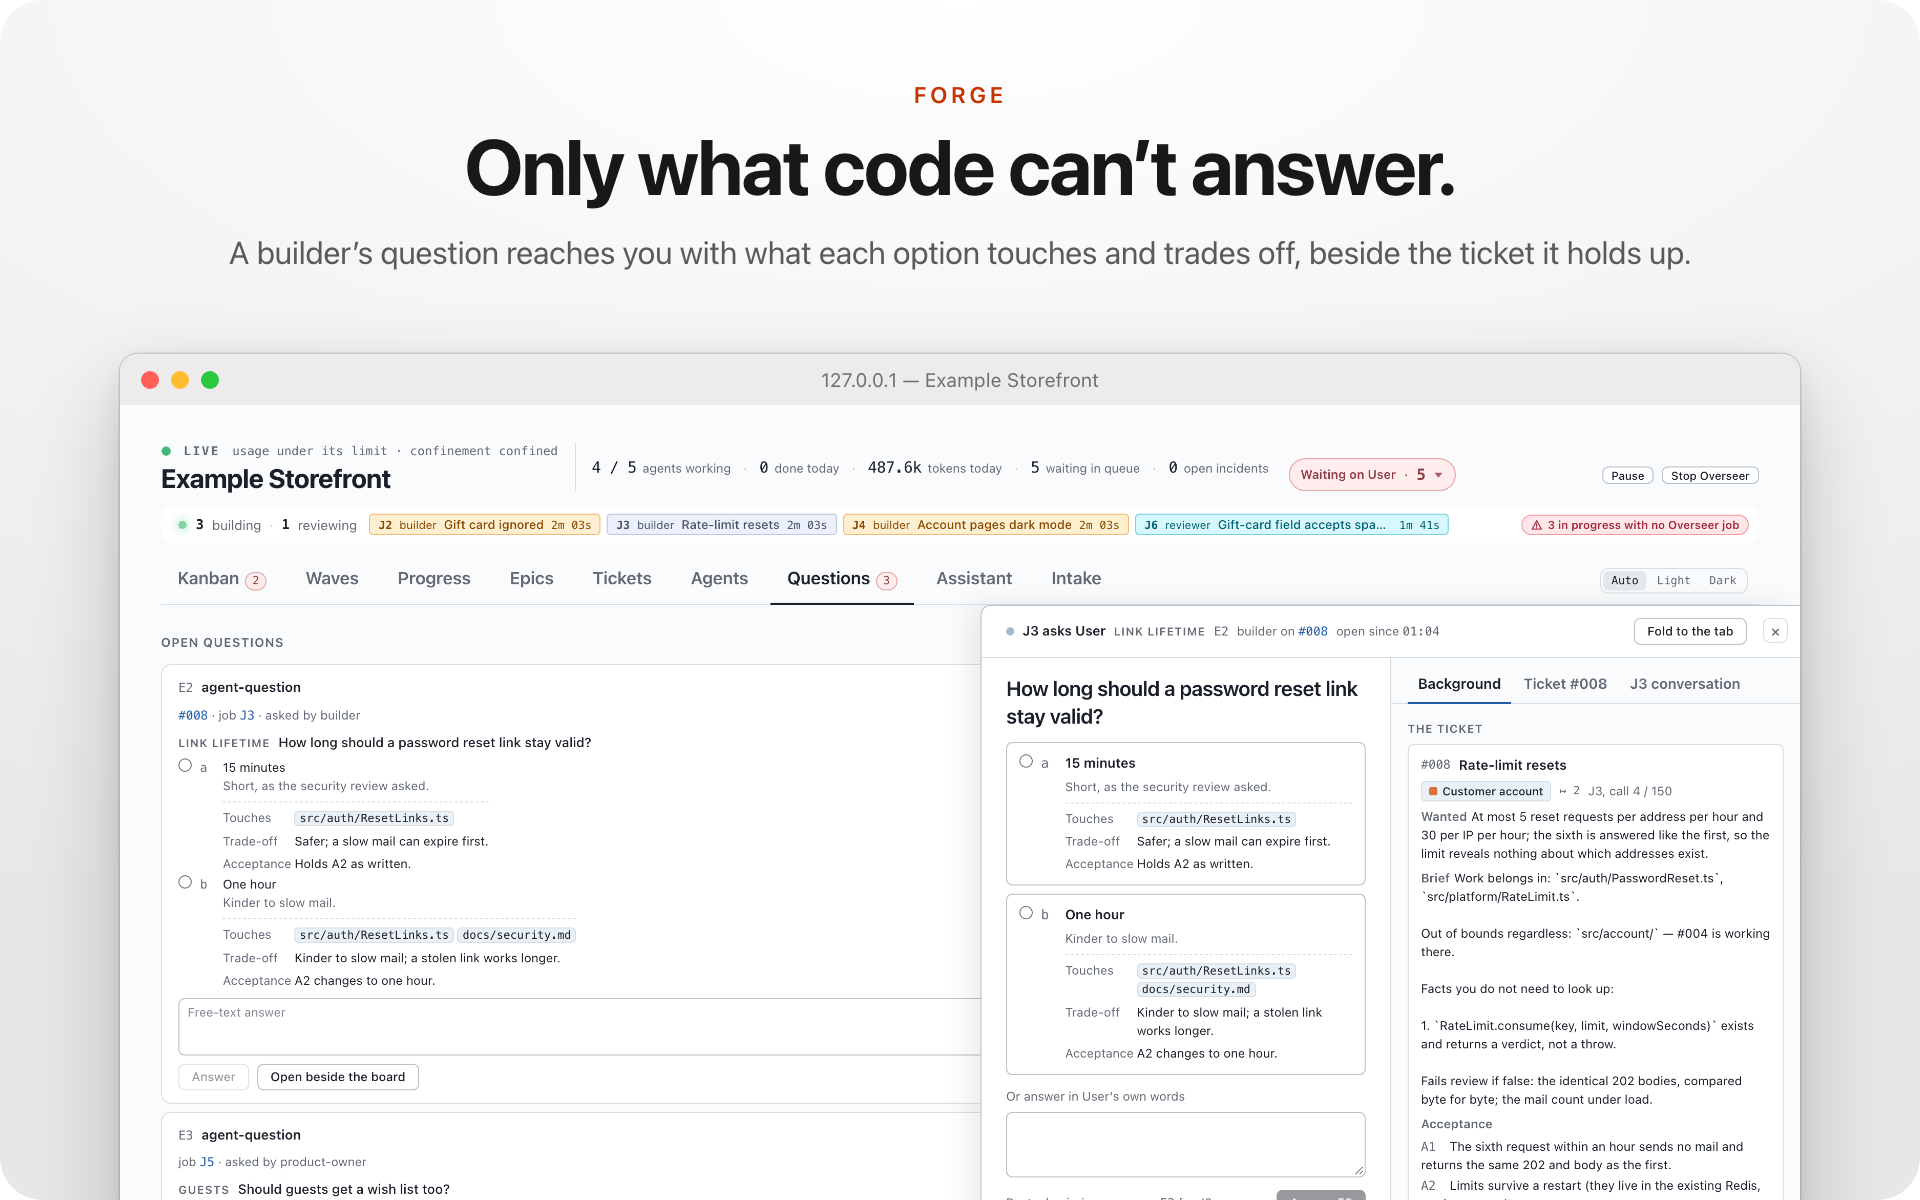 FORGE
Only what code can’t answer.
A builder’s question reaches you with what each option touches and trades off, beside the ticket it holds up.
127.0.0.1 — Example Storefront
LIVE usage under its limit · confinement confined
Example Storefront
4 / 5 agents working · 0 done today · 487.6k tokens today · 5 waiting in queue · 0 open incidents
Waiting on User · 5
Pause
Stop Overseer
3 building · 1 reviewing
J2 builder Gift card ignored 2m 03s
J3 builder Rate-limit resets 2m 03s
J4 builder Account pages dark mode 2m 03s
J6 reviewer Gift-card field accepts spa… 1m 41s
3 in progress with no Overseer job
Kanban 2
Waves
Progress
Epics
Tickets
Agents
Questions 3
Assistant
Intake
Auto Light Dark
OPEN QUESTIONS
E2 agent-question
#008 · job J3 · asked by builder
LINK LIFETIME How long should a password reset link stay valid?
a 15 minutes
Short, as the security review asked.
Touches src/auth/ResetLinks.ts
Trade-off Safer; a slow mail can expire first.
Acceptance Holds A2 as written.
b One hour
Kinder to slow mail.
Touches src/auth/ResetLinks.ts docs/security.md
Trade-off Kinder to slow mail; a stolen link works longer.
Acceptance A2 changes to one hour.
Free-text answer
Answer
Open beside the board
E3 agent-question
job J5 · asked by product-owner
GUESTS Should guests get a wish list too?
J3 asks User LINK LIFETIME E2 builder on #008 open since 01:04
Fold to the tab
×
How long should a password reset link
stay valid?
a 15 minutes
Short, as the security review asked.
Touches src/auth/ResetLinks.ts
Trade-off Safer; a slow mail can expire first.
Acceptance Holds A2 as written.
b One hour
Kinder to slow mail.
Touches src/auth/ResetLinks.ts
docs/security.md
Trade-off Kinder to slow mail; a stolen link
works longer.
Acceptance A2 changes to one hour.
Or answer in User's own words
Background
Ticket #008
J3 conversation
THE TICKET
#008 Rate-limit resets
Customer account ↔ 2 J3, call 4 / 150
Wanted At most 5 reset requests per address per hour and
30 per IP per hour; the sixth is answered like the first, so the
limit reveals nothing about which addresses exist.
Brief Work belongs in: `src/auth/PasswordReset.ts`,
`src/platform/RateLimit.ts`.
Out of bounds regardless: `src/account/` — #004 is working
there.
Facts you do not need to look up:
1. `RateLimit.consume(key, limit, windowSeconds)` exists
and returns a verdict, not a throw.
Fails review if false: the identical 202 bodies, compared
byte for byte; the mail count under load.
Acceptance
A1 The sixth request within an hour sends no mail and
returns the same 202 and body as the first.
A2 Limits survive a restart (they live in the existing Redis,